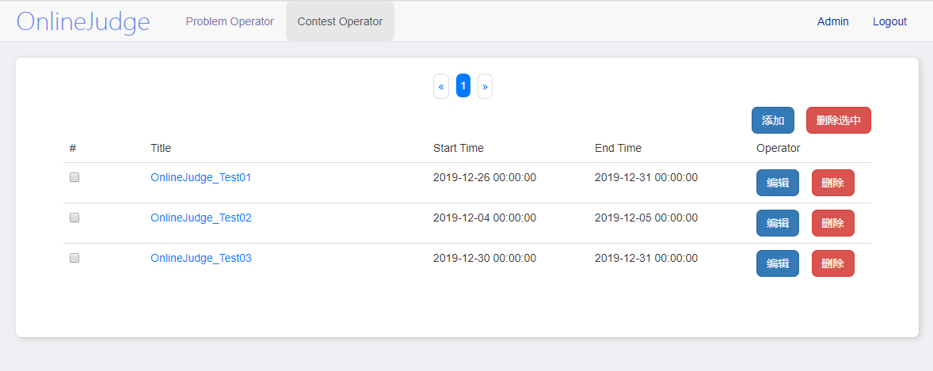 OnlineJudge Problem Operator Contest Operator Admin Logout
« 1 »
添加 删除选中
# Title Start Time End Time Operator
OnlineJudge_Test01 2019-12-26 00:00:00 2019-12-31 00:00:00 编辑 删除
OnlineJudge_Test02 2019-12-04 00:00:00 2019-12-05 00:00:00 编辑 删除
OnlineJudge_Test03 2019-12-30 00:00:00 2019-12-31 00:00:00 编辑 删除